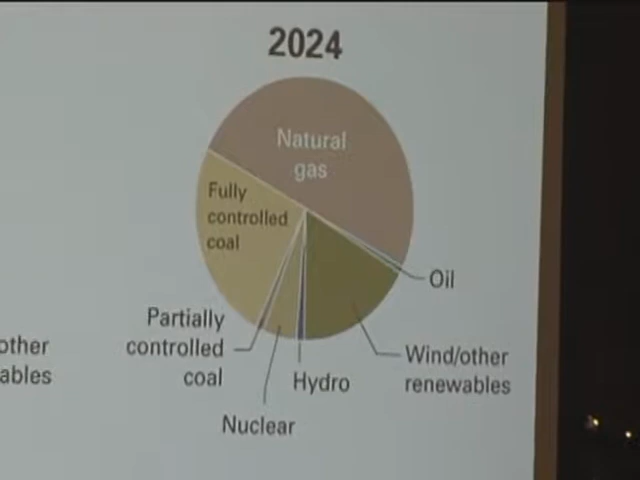 2024
Natural
gas
Fully
controlled
coal
Oil
Partially
controlled
coal
other
ables
Wind/other
renewables
Hydro
Nuclear